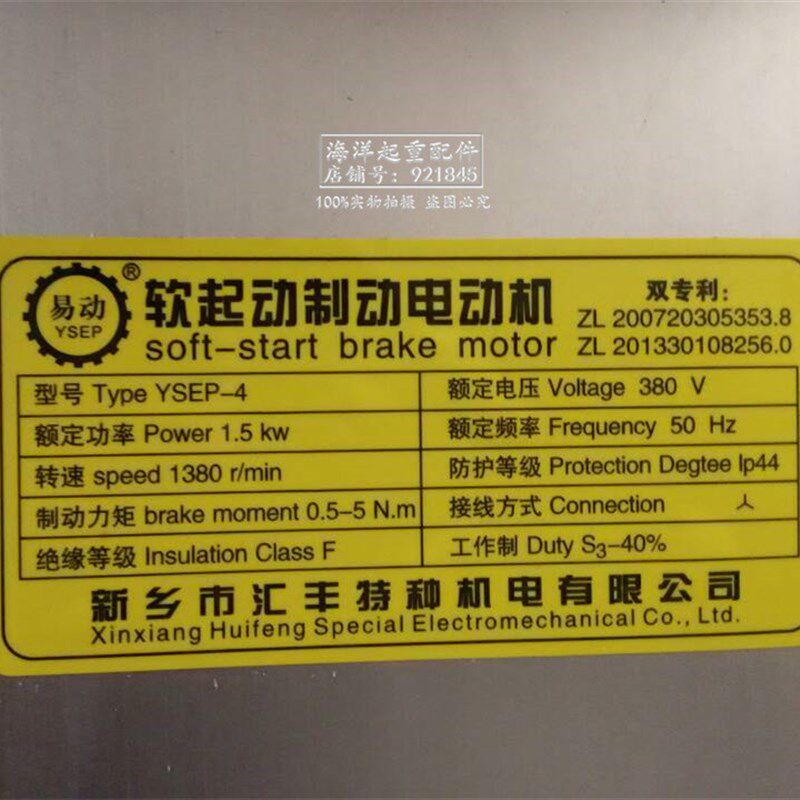 海洋起重配件
店铺号：921845
100%实物拍摄 盗图必究
易动
YSEP
®
软起动制动电动机
soft-start brake motor
双专利：
ZL 200720305353.8
ZL 201330108256.0
型号 Type YSEP-4
额定电压 Voltage 380 V
额定功率 Power 1.5 kw
额定频率 Frequency 50 Hz
转速 speed 1380 r/min
防护等级 Protection Degtee Ip44
制动力矩 brake moment 0.5-5 N.m
接线方式 Connection 人
绝缘等级 Insulation Class F
工作制 Duty S3-40%
新乡市汇丰特种机电有限公司
Xinxiang Huifeng Special Electromechanical Co., Ltd.